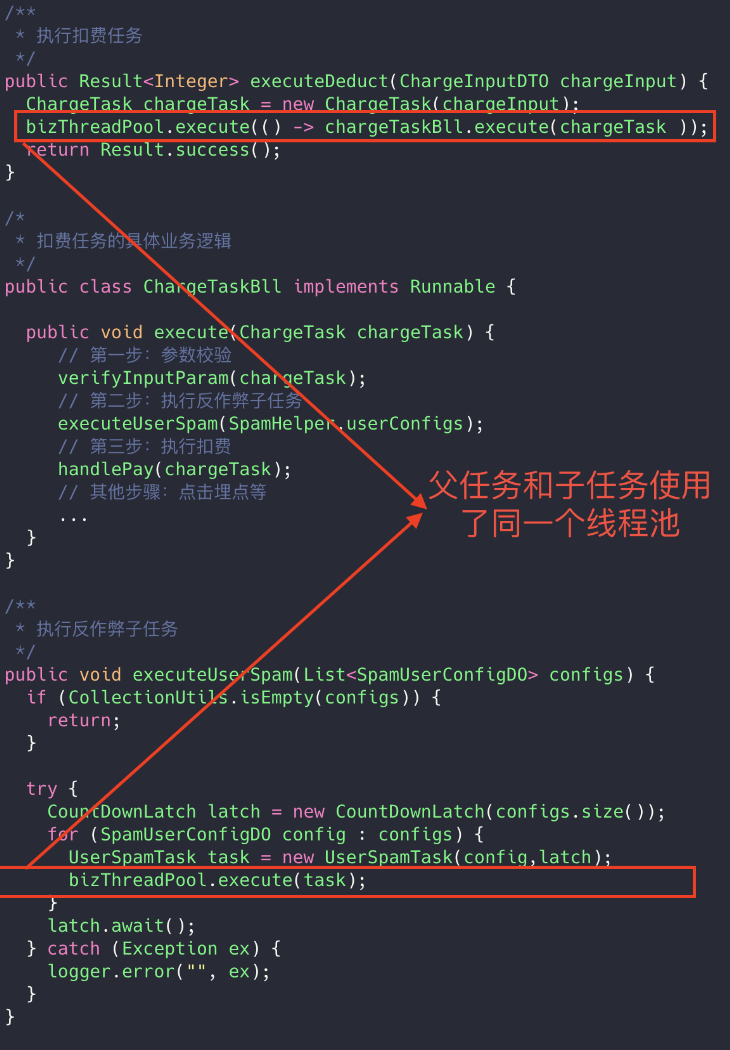 /**
 * 执行扣费任务
 */
public Result<Integer> executeDeduct(ChargeInputDTO chargeInput) {
  ChargeTask chargeTask = new ChargeTask(chargeInput);
  bizThreadPool.execute(() -> chargeTaskBll.execute(chargeTask ));
  return Result.success();
}

/*
 * 扣费任务的具体业务逻辑
 */
public class ChargeTaskBll implements Runnable {

  public void execute(ChargeTask chargeTask) {
     // 第一步：参数校验
     verifyInputParam(chargeTask);
     // 第二步：执行反作弊子任务
     executeUserSpam(SpamHelper.userConfigs);
     // 第三步：执行扣费
     handlePay(chargeTask);
     // 其他步骤：点击埋点等
     ...
  }
}
父任务和子任务使用
了同一个线程池

/**
 * 执行反作弊子任务
 */
public void executeUserSpam(List<SpamUserConfigDO> configs) {
  if (CollectionUtils.isEmpty(configs)) {
    return;
  }

  try {
    CountDownLatch latch = new CountDownLatch(configs.size());
    for (SpamUserConfigDO config : configs) {
      UserSpamTask task = new UserSpamTask(config,latch);
      bizThreadPool.execute(task);
    }
    latch.await();
  } catch (Exception ex) {
    logger.error("", ex);
  }
}